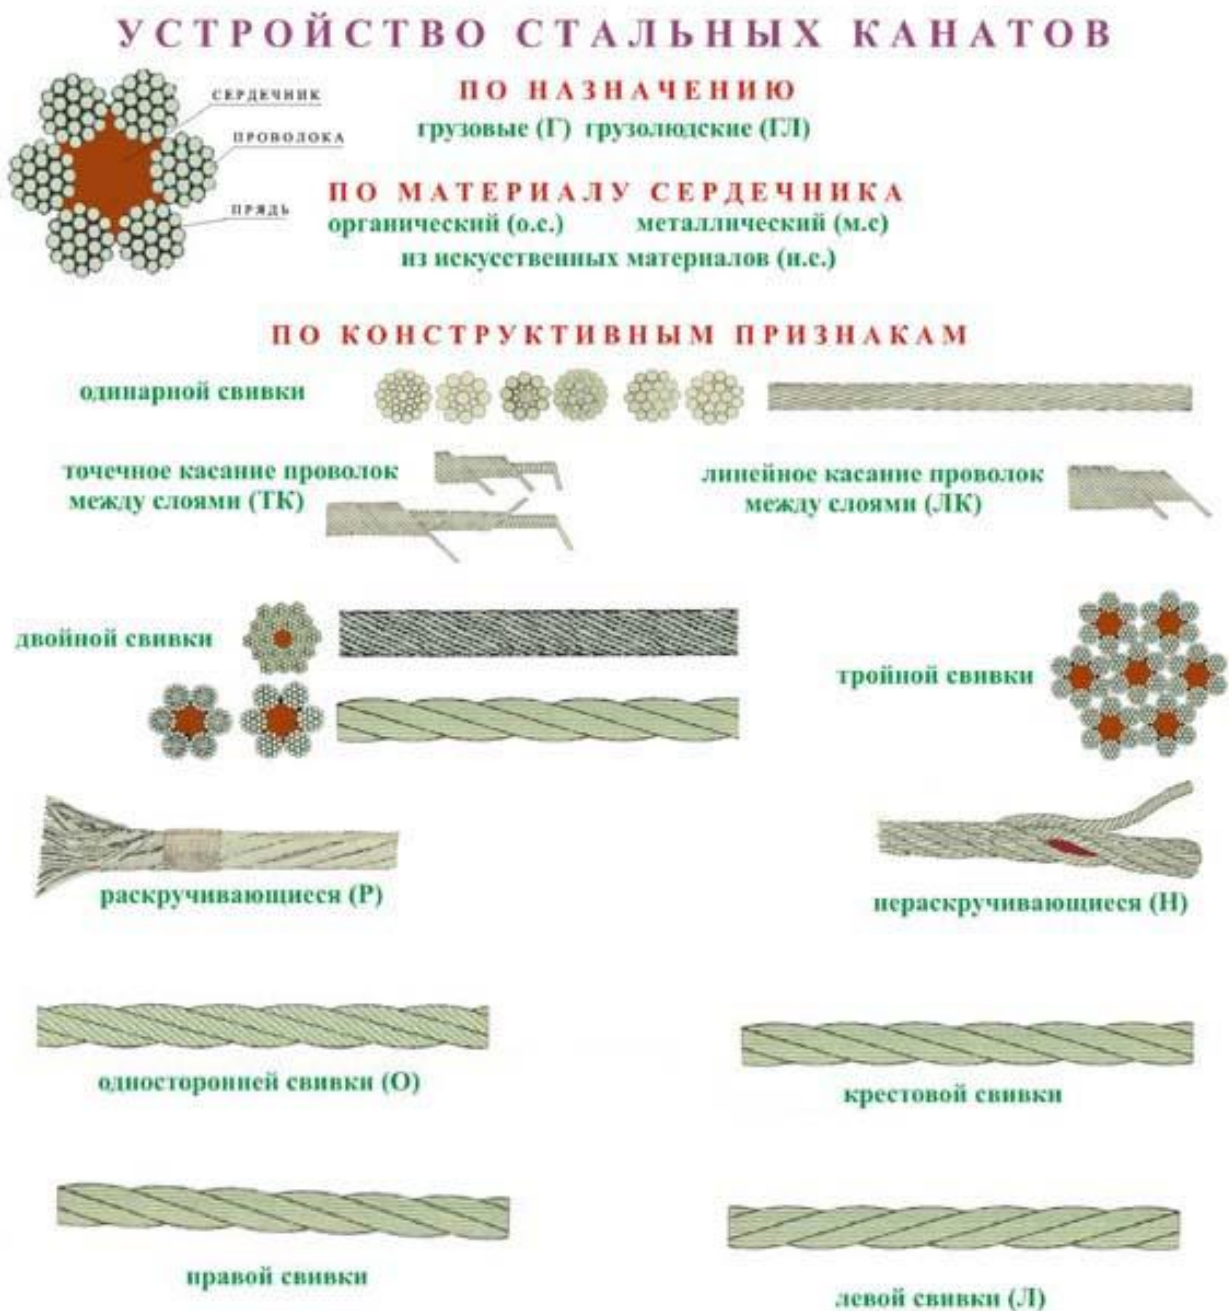 УСТРОЙСТВО СТАЛЬНЫХ КАНАТОВ
СЕРДЕЧНИК
ПРОВОЛОКА
ПРЯДЬ
ПО НАЗНАЧЕНИЮ
грузовые (Г) грузолюдские (ГЛ)
ПО МАТЕРИАЛУ СЕРДЕЧНИКА
органический (о.с.) металлический (м.с)
из искусственных материалов (и.с.)
ПО КОНСТРУКТИВНЫМ ПРИЗНАКАМ
одинарной свивки
точечное касание проволок
между слоями (ТК)
линейное касание проволок
между слоями (ЛК)
двойной свивки
тройной свивки
раскручивающиеся (Р)
нераскручивающиеся (Н)
односторонней свивки (О)
крестовой свивки
правой свивки
левой свивки (Л)